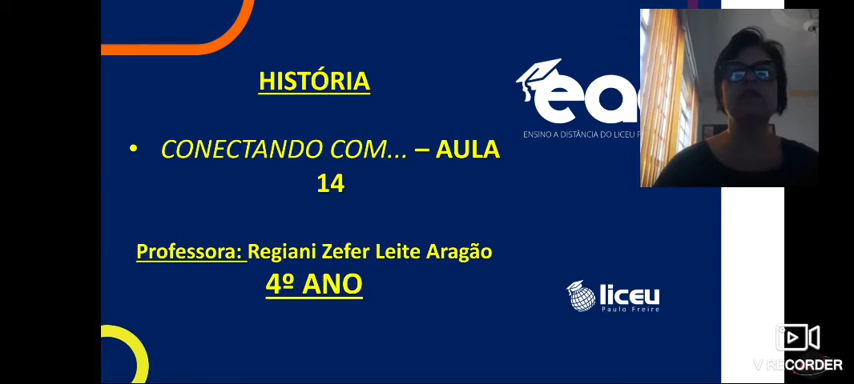 HISTÓRIA
• CONECTANDO COM... – AULA
14
ENSINO A DISTÂNCIA DO LICEU
Professora: Regiani Zefer Leite Aragão
4º ANO
liceu
Paulo Freire
V RECORDER